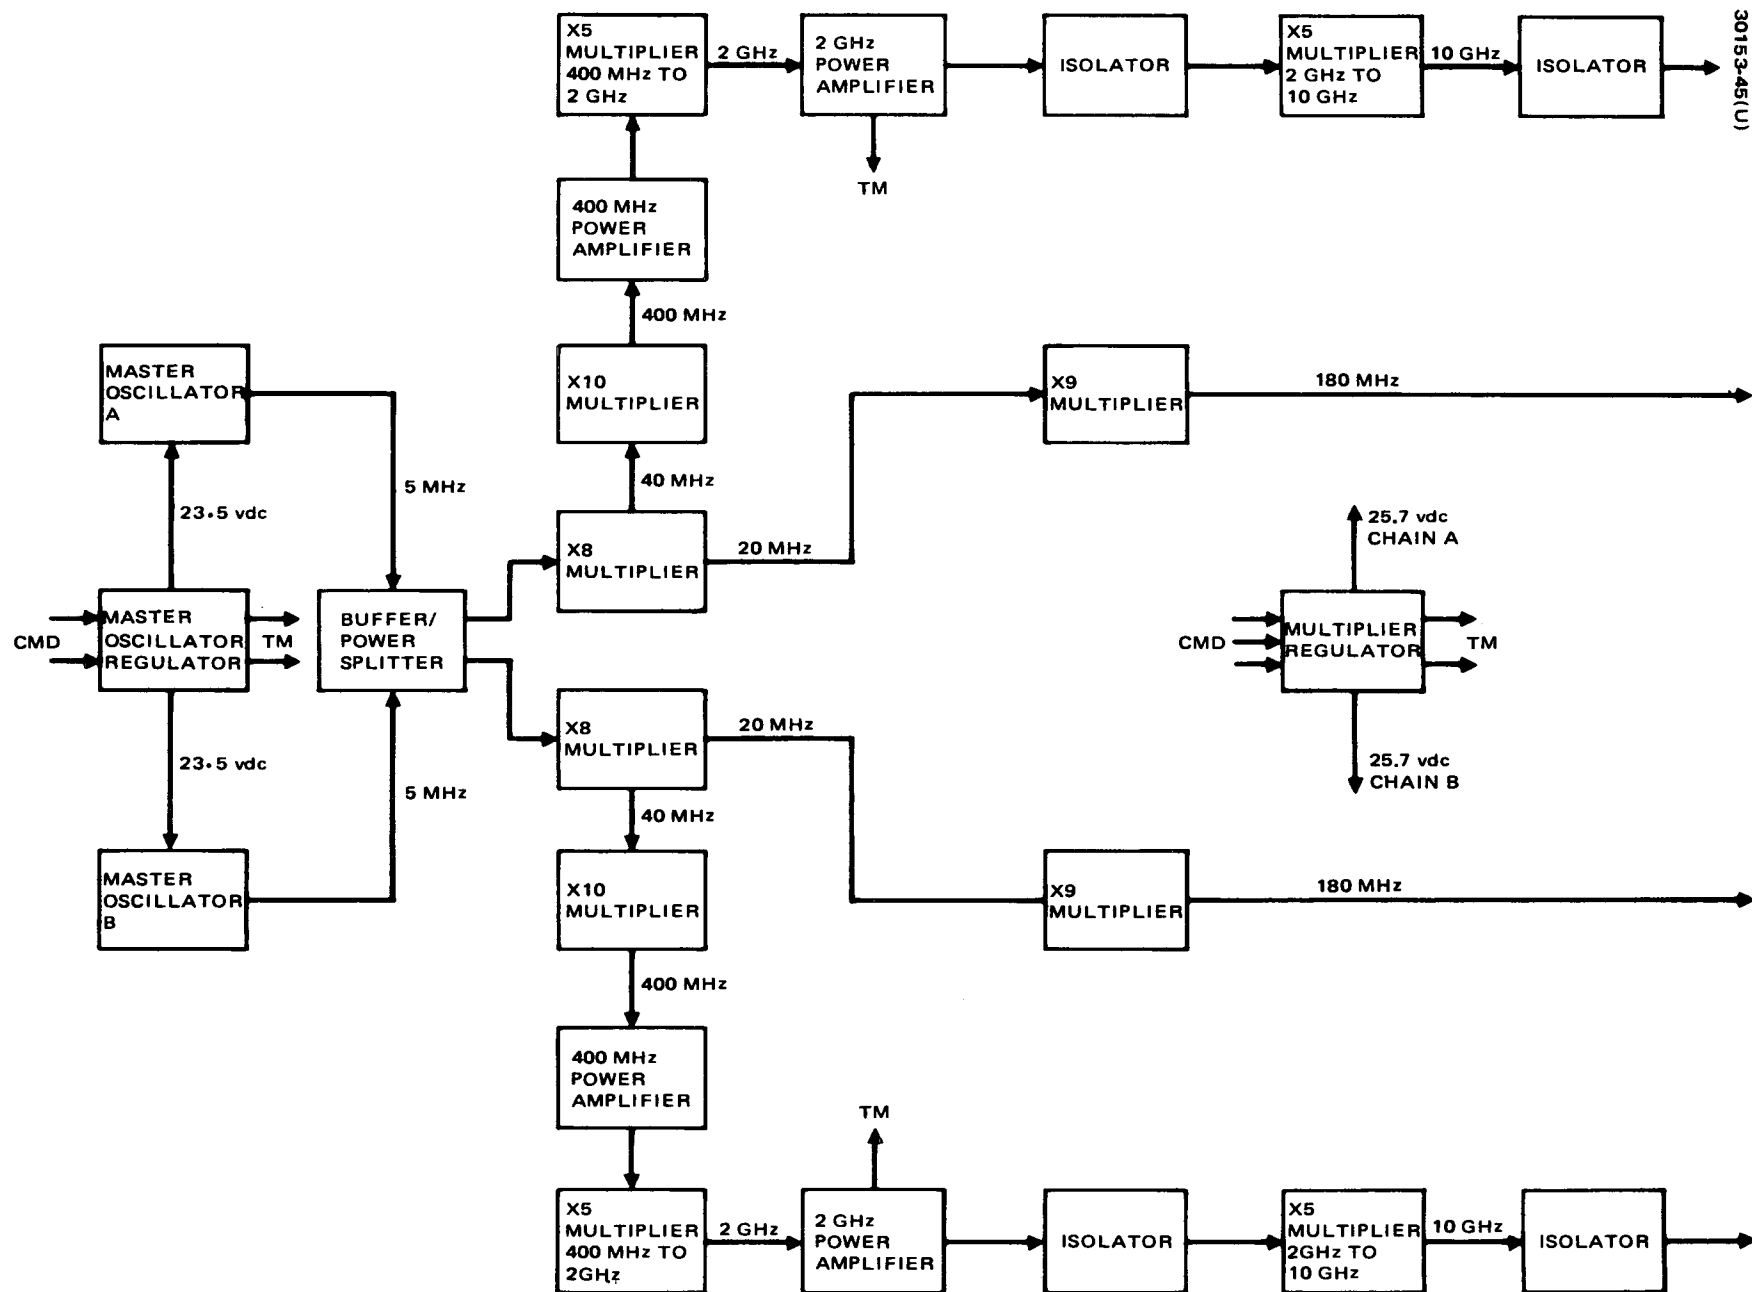 30153-45(U)
X5
MULTIPLIER
400 MHz TO
2 GHz
2 GHz
2 GHz
POWER
AMPLIFIER
TM
ISOLATOR
X5
MULTIPLIER
2 GHz TO
10 GHz
10 GHz
ISOLATOR
400 MHz
POWER
AMPLIFIER
400 MHz
X10
MULTIPLIER
40 MHz
MASTER
OSCILLATOR
A
5 MHz
23.5 vdc
X8
MULTIPLIER
20 MHz
X9
MULTIPLIER
180 MHz
CMD
MASTER
OSCILLATOR
REGULATOR
TM
BUFFER/
POWER
SPLITTER
25.7 vdc
CHAIN A
CMD
MULTIPLIER
REGULATOR
TM
25.7 vdc
CHAIN B
23.5 vdc
5 MHz
MASTER
OSCILLATOR
B
X8
MULTIPLIER
20 MHz
40 MHz
X10
MULTIPLIER
X9
MULTIPLIER
180 MHz
400 MHz
400 MHz
POWER
AMPLIFIER
X5
MULTIPLIER
400 MHz TO
2GHz
2 GHz
TM
2 GHz
POWER
AMPLIFIER
ISOLATOR
X5
MULTIPLIER
2GHz TO
10 GHz
10 GHz
ISOLATOR